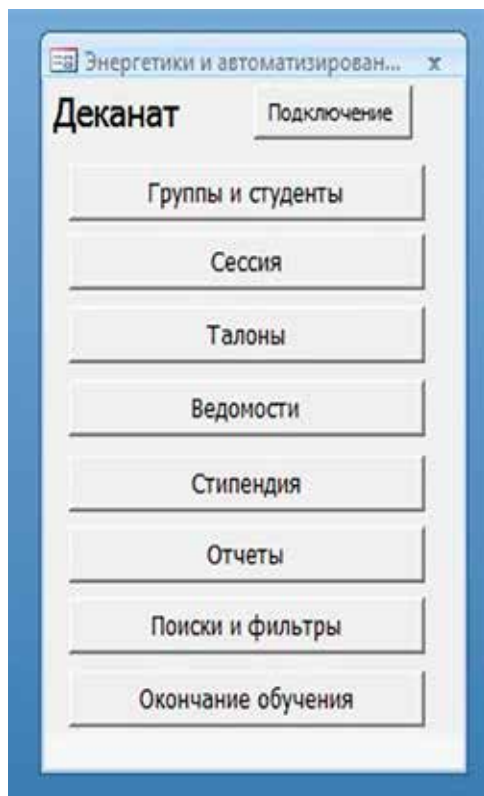 Энергетики и автоматизирован... x
Деканат
Подключение
Группы и студенты
Сессия
Талоны
Ведомости
Стипендия
Отчеты
Поиски и фильтры
Окончание обучения